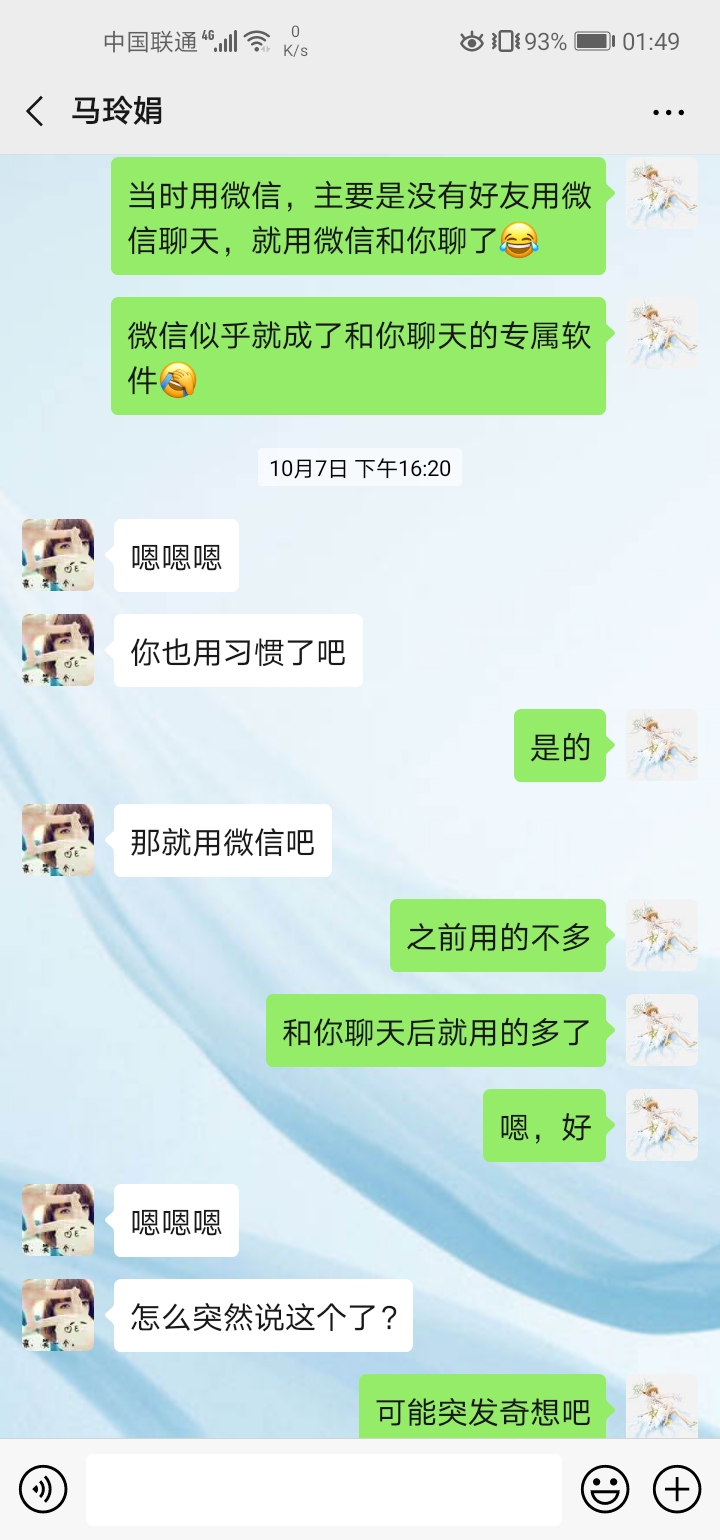 中国联通 4G 0 K/s 93% 01:49
马玲娟
当时用微信，主要是没有好友用微
信聊天，就用微信和你聊了😂
微信似乎就成了和你聊天的专属软
件
10月7日 下午16:20
嗯嗯嗯
你也用习惯了吧
是的
那就用微信吧
之前用的不多
和你聊天后就用的多了
嗯，好
嗯嗯嗯
怎么突然说这个了？
可能突发奇想吧